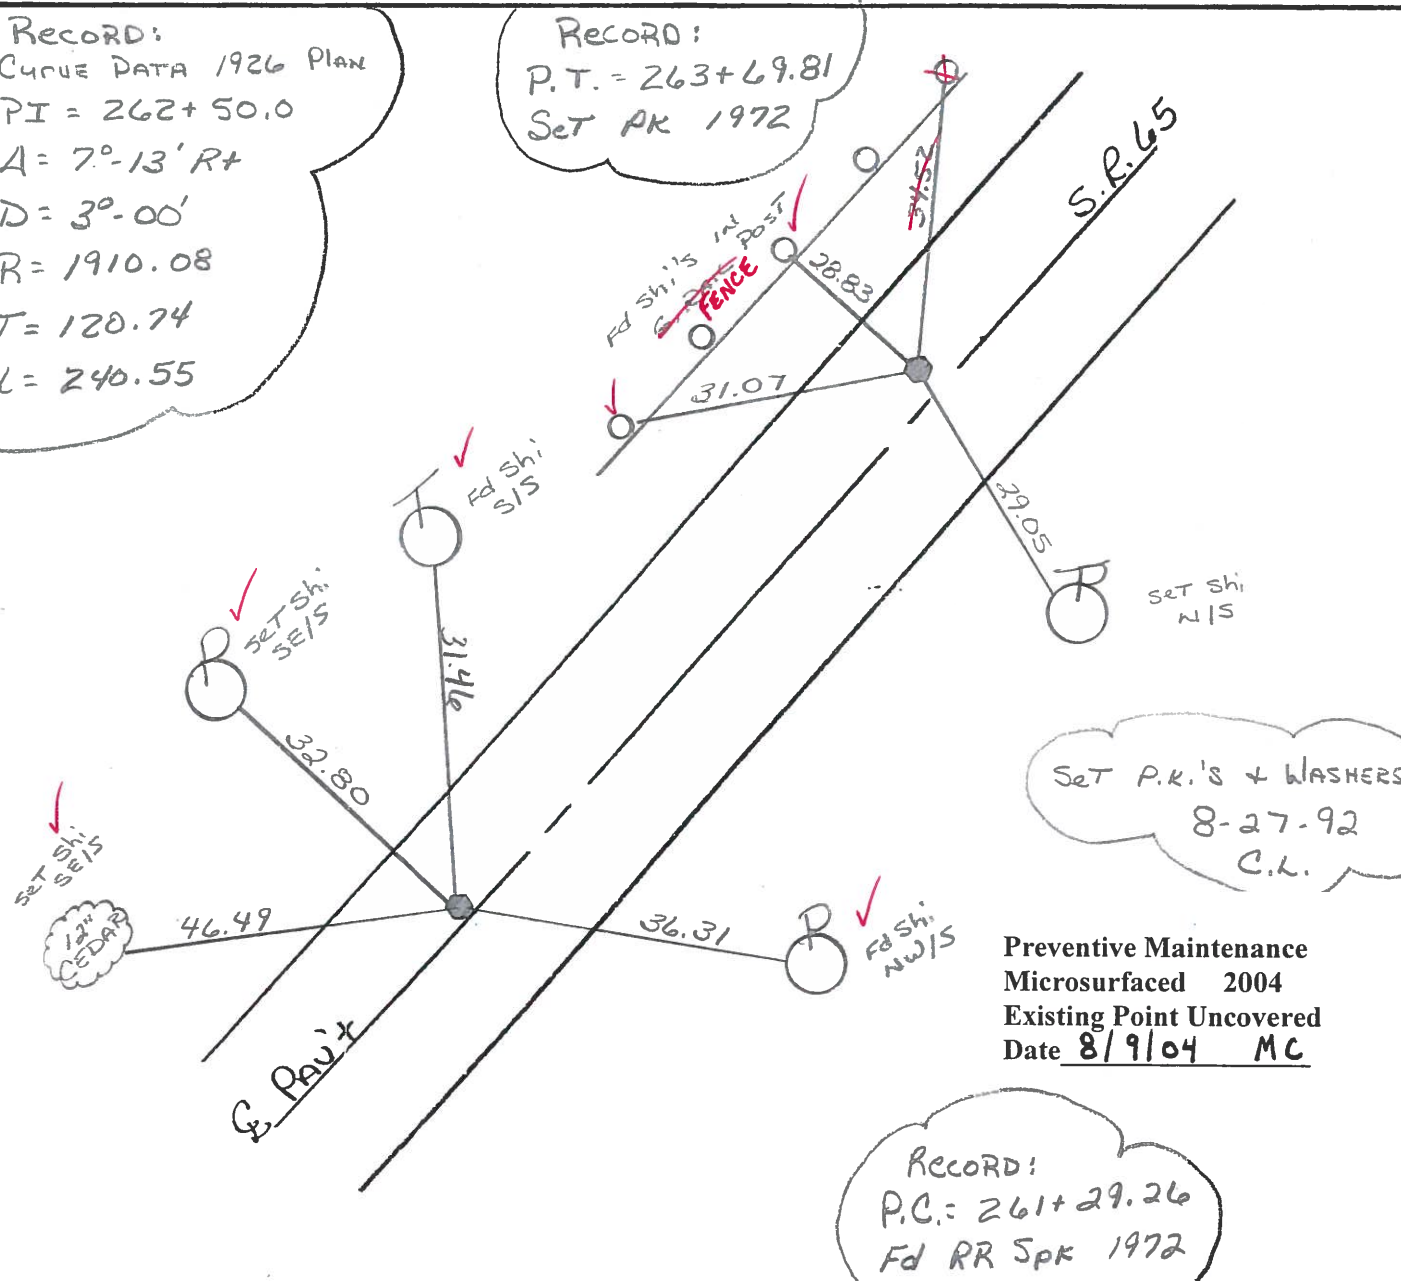 RECORD:
CURVE DATA 1926 PLAN
PI = 262+50.0
Δ = 7°-13' Rt
D = 3°-00'
R = 1910.08
T = 120.74
L = 240.55
RECORD:
P.T. = 263+69.81
SET PK 1972
S.R. 65
34.52
Fd Shi's in
POST
FENCE
28.83
31.07
29.05
SET Shi
N/S
Fd Shi
S/S
31.46
SET Shi
SE/S
32.80
SET Shi
SE/S
12"
CEDAR
46.49
36.31
Fd Shi
NW/S
SET P.K.'S & WASHERS
8-27-92
C.L.
Preventive Maintenance
Microsurfaced 2004
Existing Point Uncovered
Date 8/9/04 MC
℄ PAV'T
RECORD:
P.C. = 261+29.26
Fd RR SPK 1972